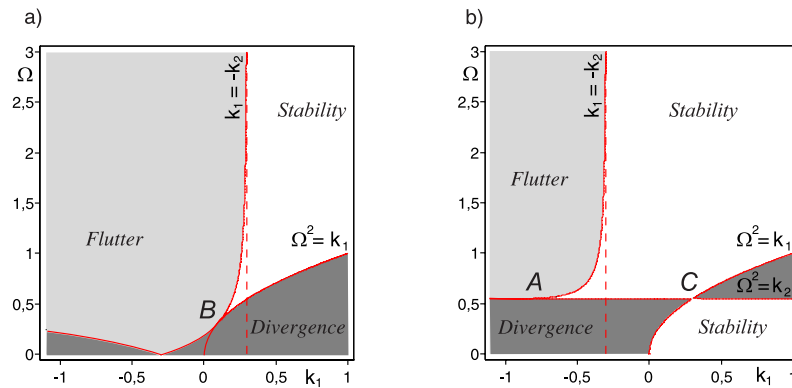 a)
3
Ω
2,5
2
1,5
1
0,5
0
-1
-0,5
0
0,5
k₁
1
k₁ = -k₂
Stability
Flutter
Ω² = k₁
B
Divergence
b)
3
Ω
2,5
2
1,5
1
0,5
0
-1
-0,5
0
0,5
k₁
1
k₁ = -k₂
Stability
Flutter
Ω² = k₁
A
C
Ω² = k₂
Divergence
Stability